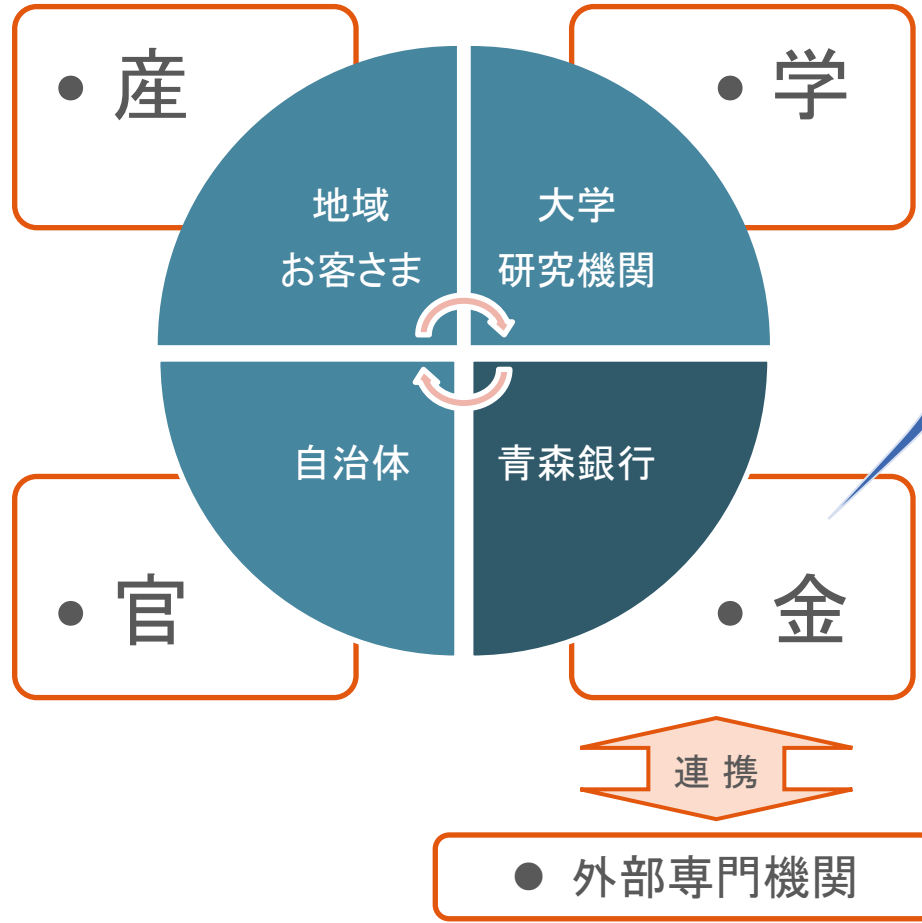 • 産
• 学
地域
お客さま
大学
研究機関
自治体
青森銀行
• 官
• 金
連 携
• 外部専門機関